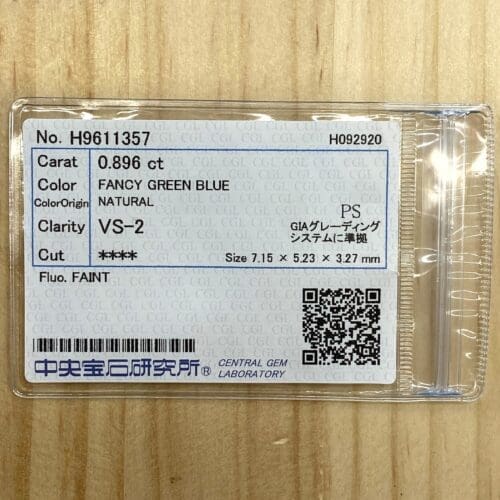 No. H9611357 H092920
Carat 0.896 ct
Color FANCY GREEN BLUE
ColorOrigin NATURAL
Clarity VS-2
PS
GIAグレーディング
システムに準拠
Cut **** Size 7.15 × 5.23 × 3.27 mm
Fluo. FAINT
中央宝石研究所® CENTRAL GEM
LABORATORY